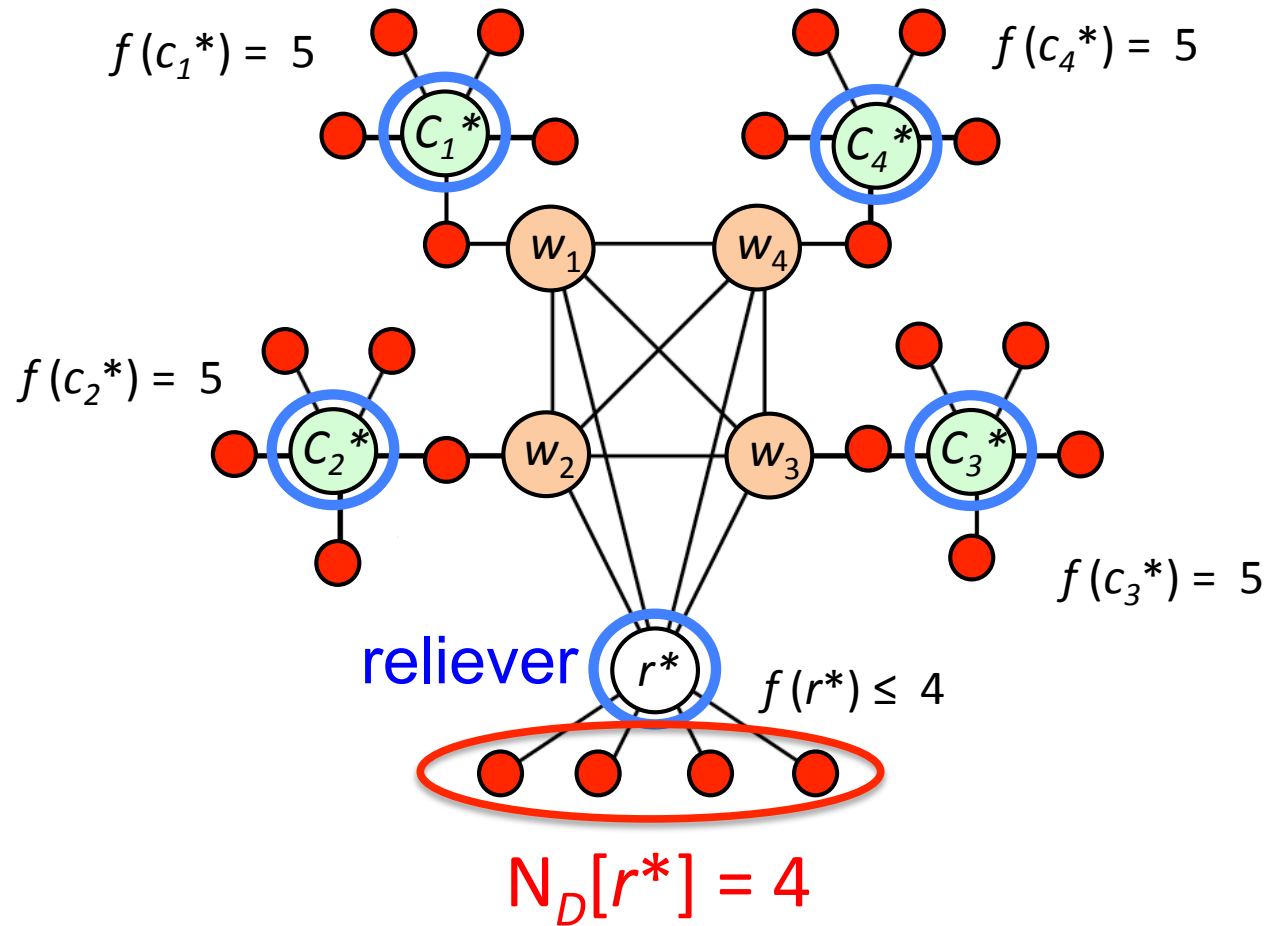 f (c₁*) = 5
f (c₄*) = 5
C₁*
C₄*
w₁
w₄
f (c₂*) = 5
C₂*
w₂
w₃
C₃*
f (c₃*) = 5
reliever
r*
f (r*) ≤ 4
N_D[r*] = 4